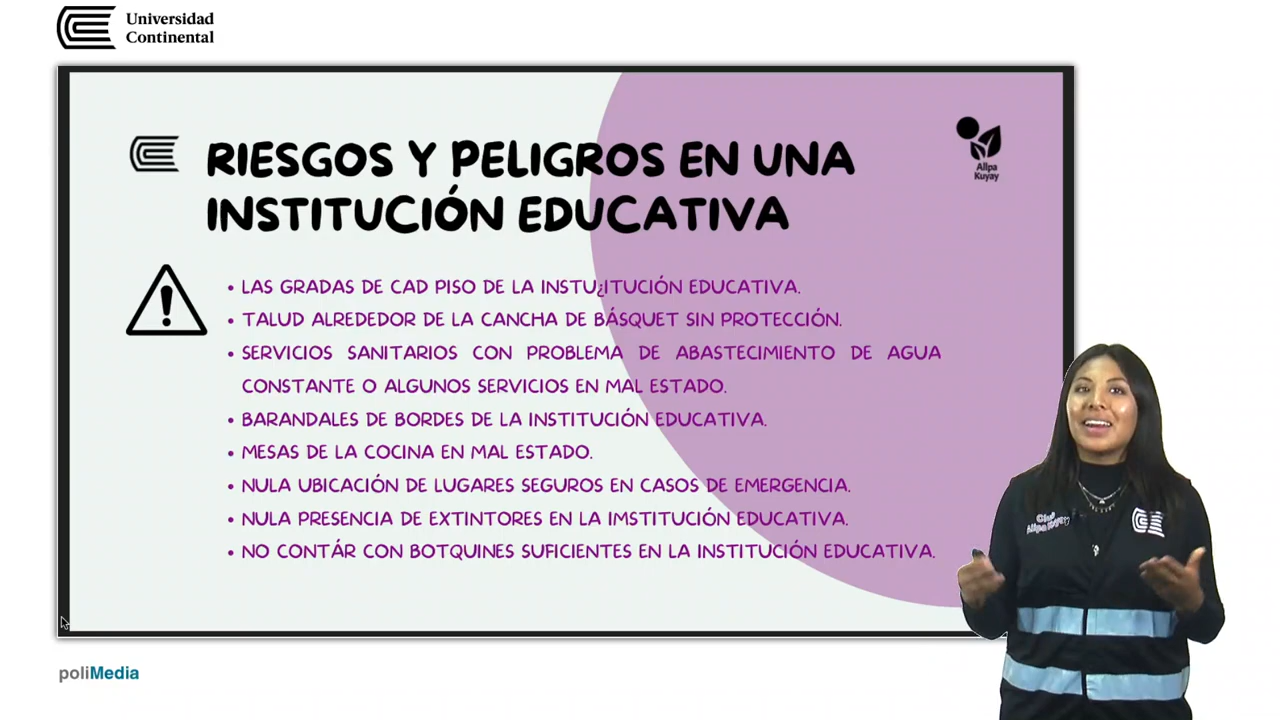 Universidad
Continental
RIESGOS Y PELIGROS EN UNA
INSTITUCIÓN EDUCATIVA
Allpa
Kuyay
• LAS GRADAS DE CAD PISO DE LA INSTU¿ITUCIÓN EDUCATIVA.
• TALUD ALREDEDOR DE LA CANCHA DE BÁSQUET SIN PROTECCIÓN.
• SERVICIOS SANITARIOS CON PROBLEMA DE ABASTECIMIENTO DE AGUA
CONSTANTE O ALGUNOS SERVICIOS EN MAL ESTADO.
• BARANDALES DE BORDES DE LA INSTITUCIÓN EDUCATIVA.
• MESAS DE LA COCINA EN MAL ESTADO.
• NULA UBICACIÓN DE LUGARES SEGUROS EN CASOS DE EMERGENCIA.
• NULA PRESENCIA DE EXTINTORES EN LA IMSTITUCIÓN EDUCATIVA.
• NO CONTÁR CON BOTQUINES SUFICIENTES EN LA INSTITUCIÓN EDUCATIVA.
Club
Allpa Kuyay
poliMedia